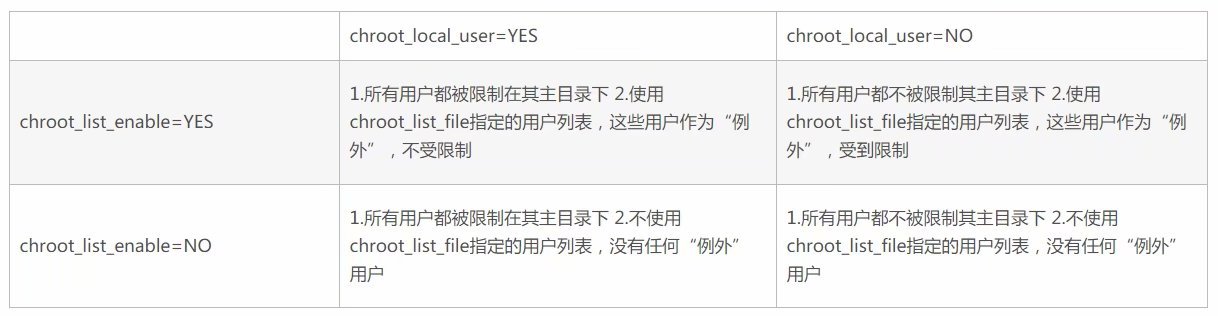 chroot_local_user=YES
chroot_local_user=NO
chroot_list_enable=YES
1.所有用户都被限制在其主目录下 2.使用
chroot_list_file指定的用户列表，这些用户作为“例
外”，不受限制
1.所有用户都不被限制其主目录下 2.使用
chroot_list_file指定的用户列表，这些用户作为“例
外”，受到限制
chroot_list_enable=NO
1.所有用户都被限制在其主目录下 2.不使用
chroot_list_file指定的用户列表，没有任何“例外”
用户
1.所有用户都不被限制其主目录下 2.不使用
chroot_list_file指定的用户列表，没有任何“例外”
用户